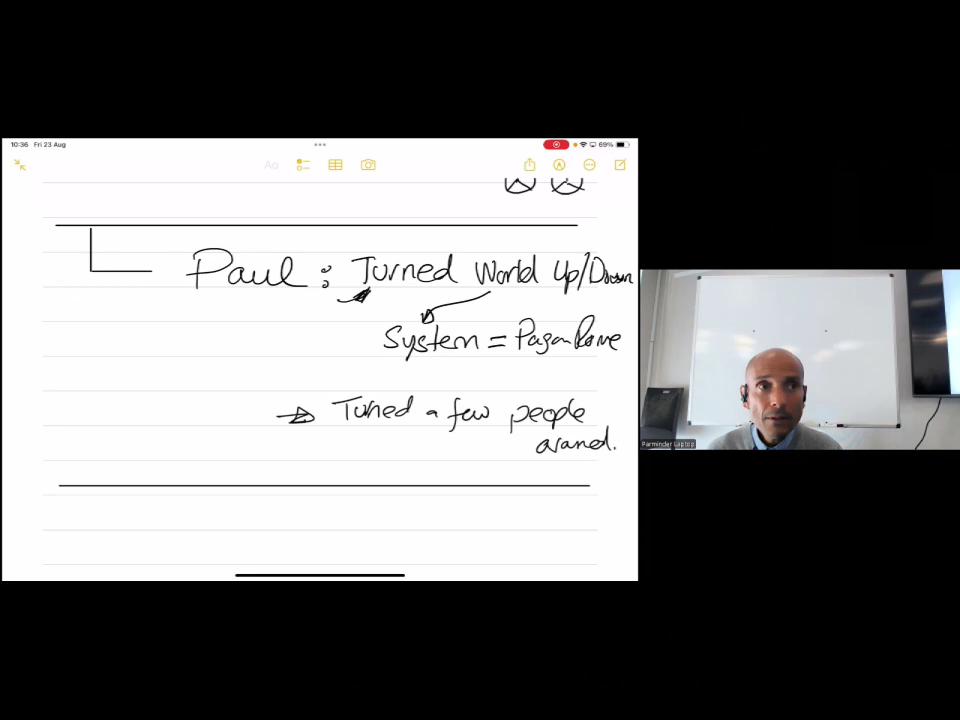 10:36 Fri 23 Aug
69%
Aa
Paul : Turned World Up/Down
System = Pagan Rome
Turned a few people
around.
Parminder Laptop